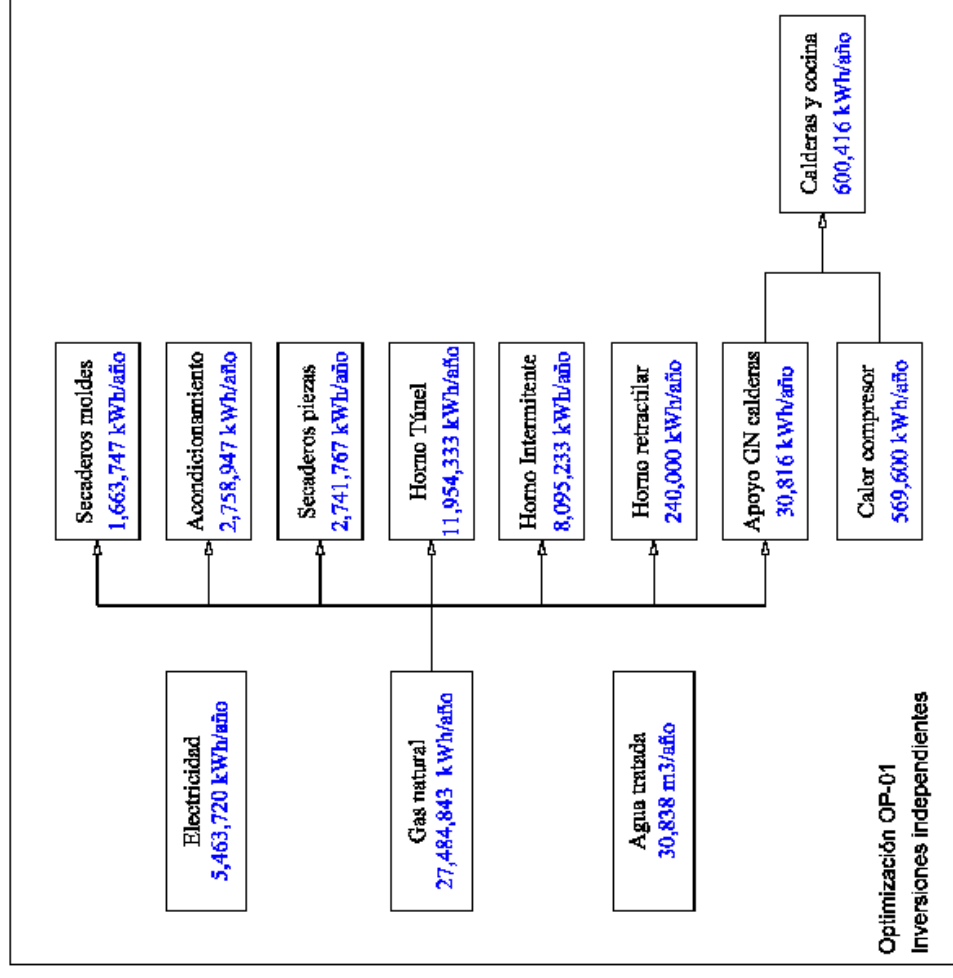 Electricidad
5,463,720 kWh/año
Gas natural
27,484,843 kWh/año
Agua tratada
30,838 m3/año
Secaderos moldes
1,663,747 kWh/año
Acondicionamiento
2,758,947 kWh/año
Secaderos piezas
2,741,767 kWh/año
Horno Túnel
11,954,333 kWh/año
Horno Intermitente
8,095,233 kWh/año
Horno retractilar
240,000 kWh/año
Apoyo GN calderas
30,816 kWh/año
Calor compresor
569,600 kWh/año
Calderas y cocina
600,416 kWh/año
Optimización OP-01
Inversiones independientes